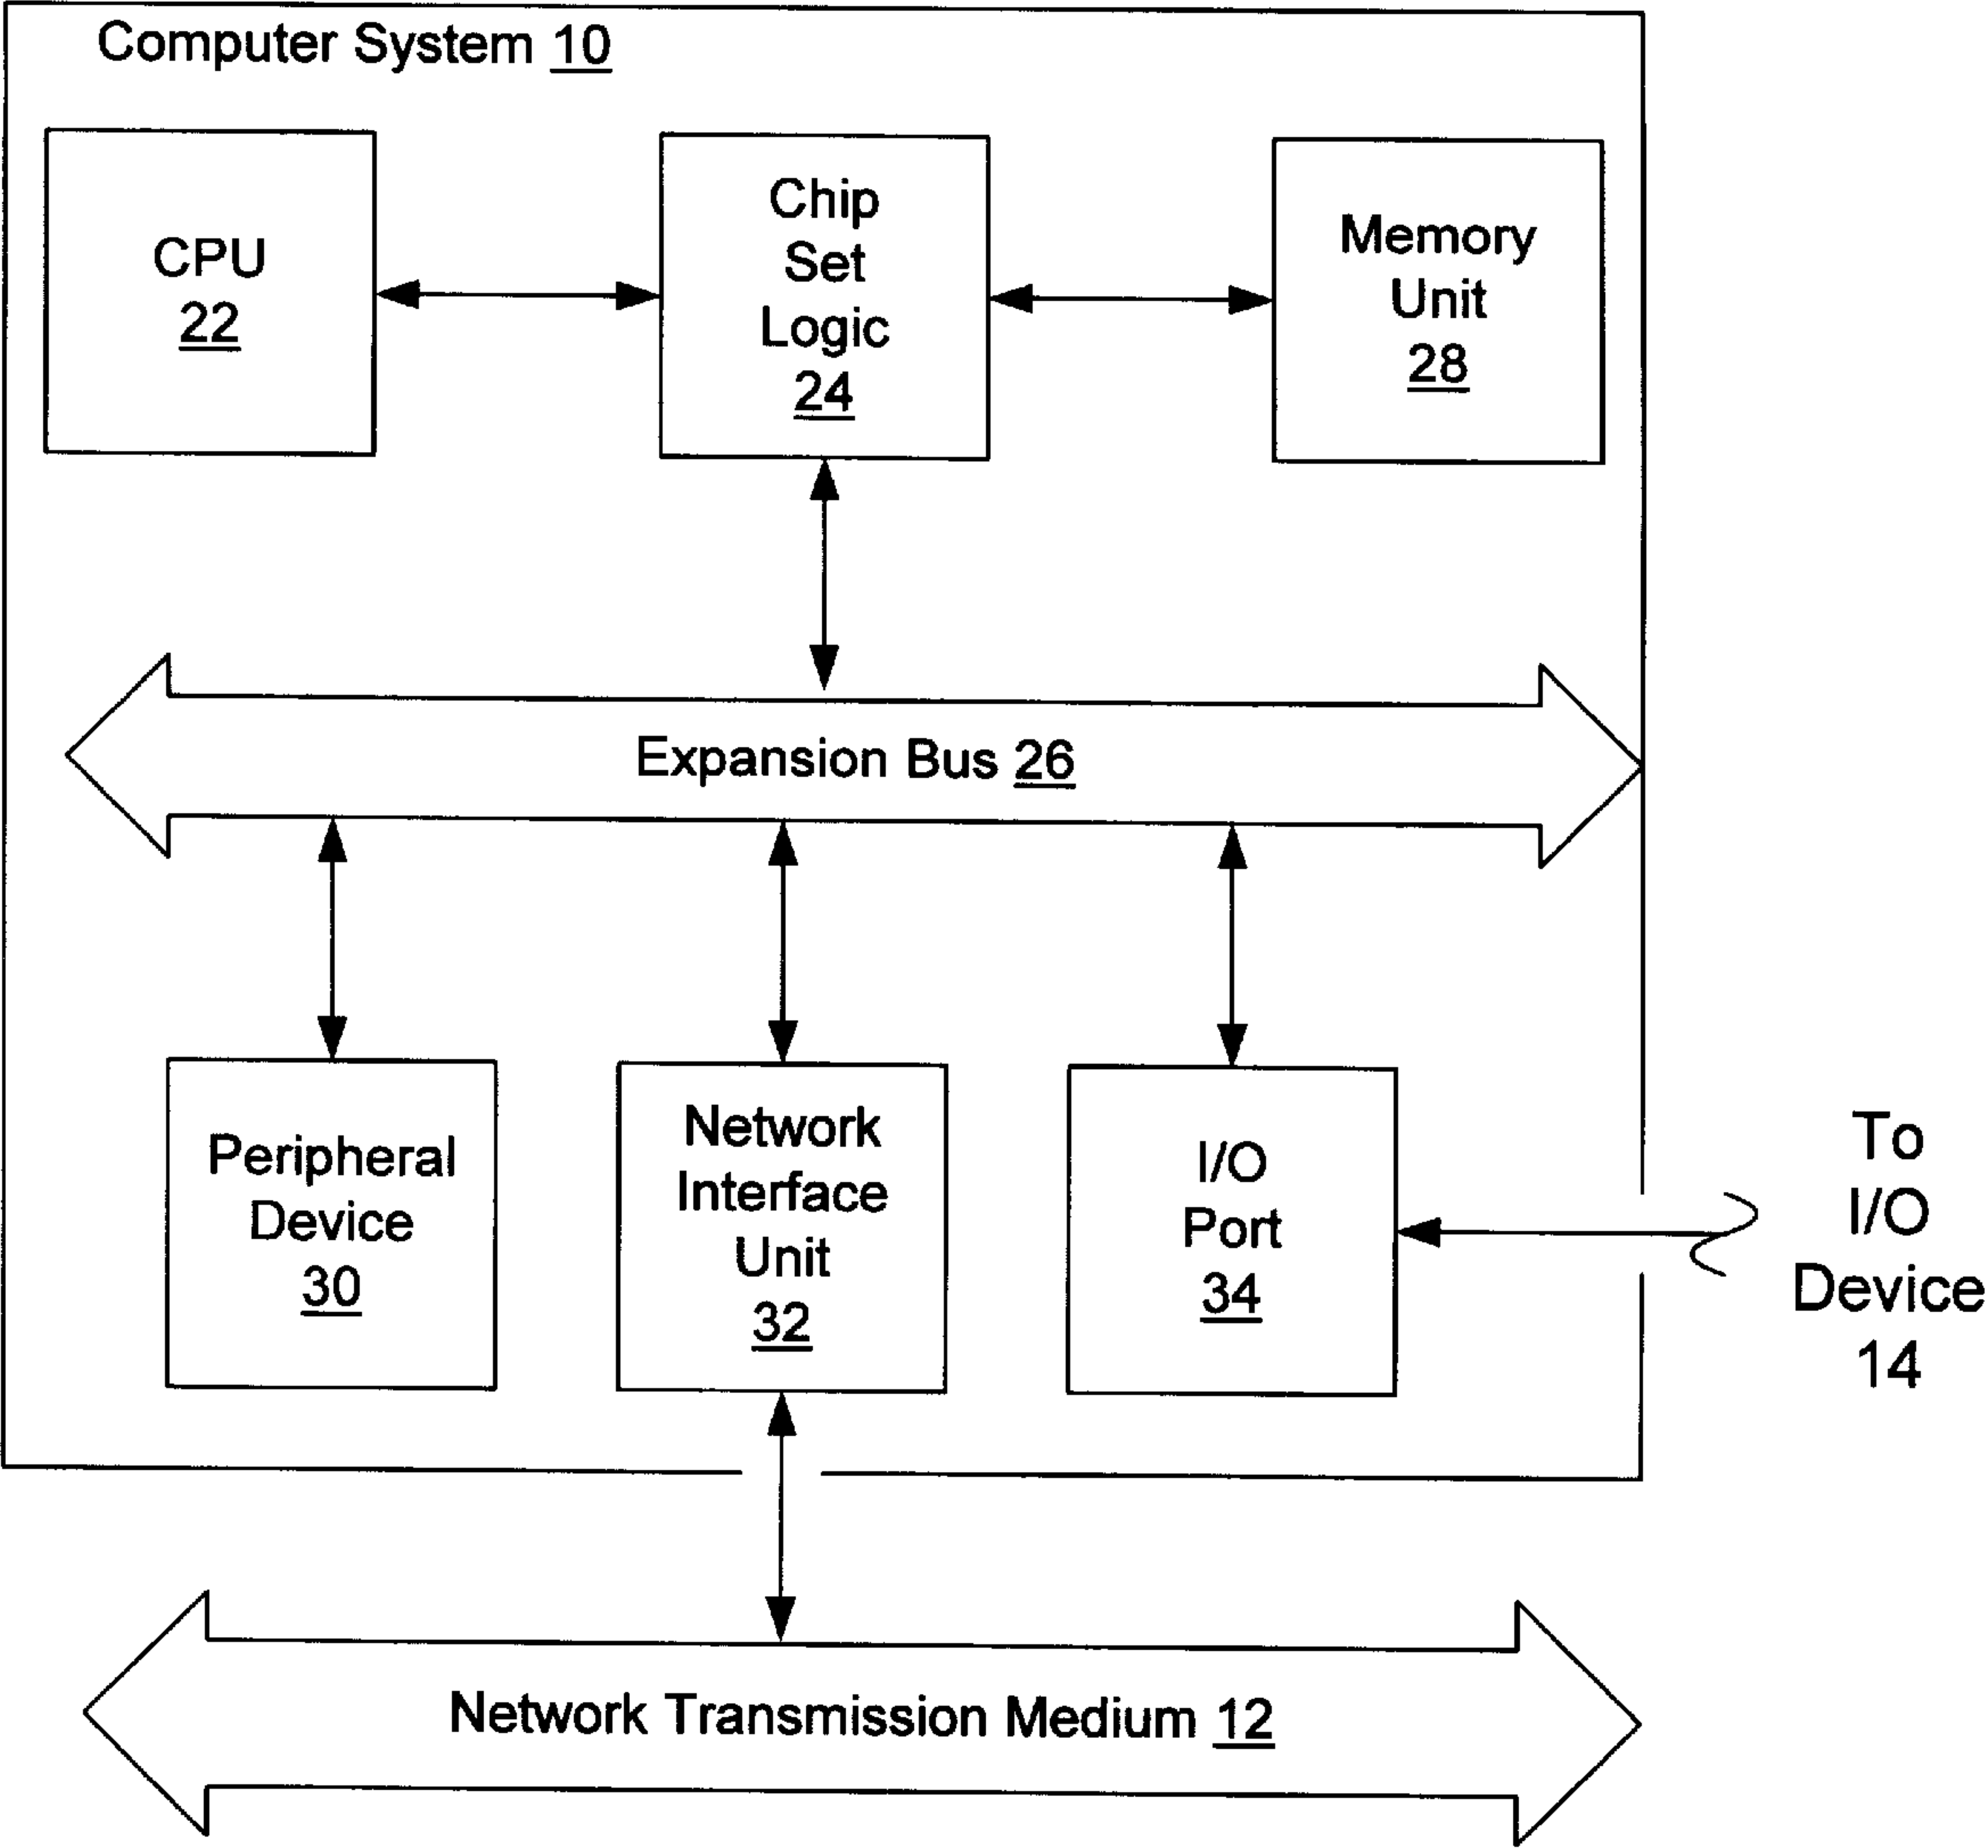 Computer System 10
CPU
22
Chip
Set
Logic
24
Memory
Unit
28
Expansion Bus 26
Peripheral
Device
30
Network
Interface
Unit
32
I/O
Port
34
To
I/O
Device
14
Network Transmission Medium 12